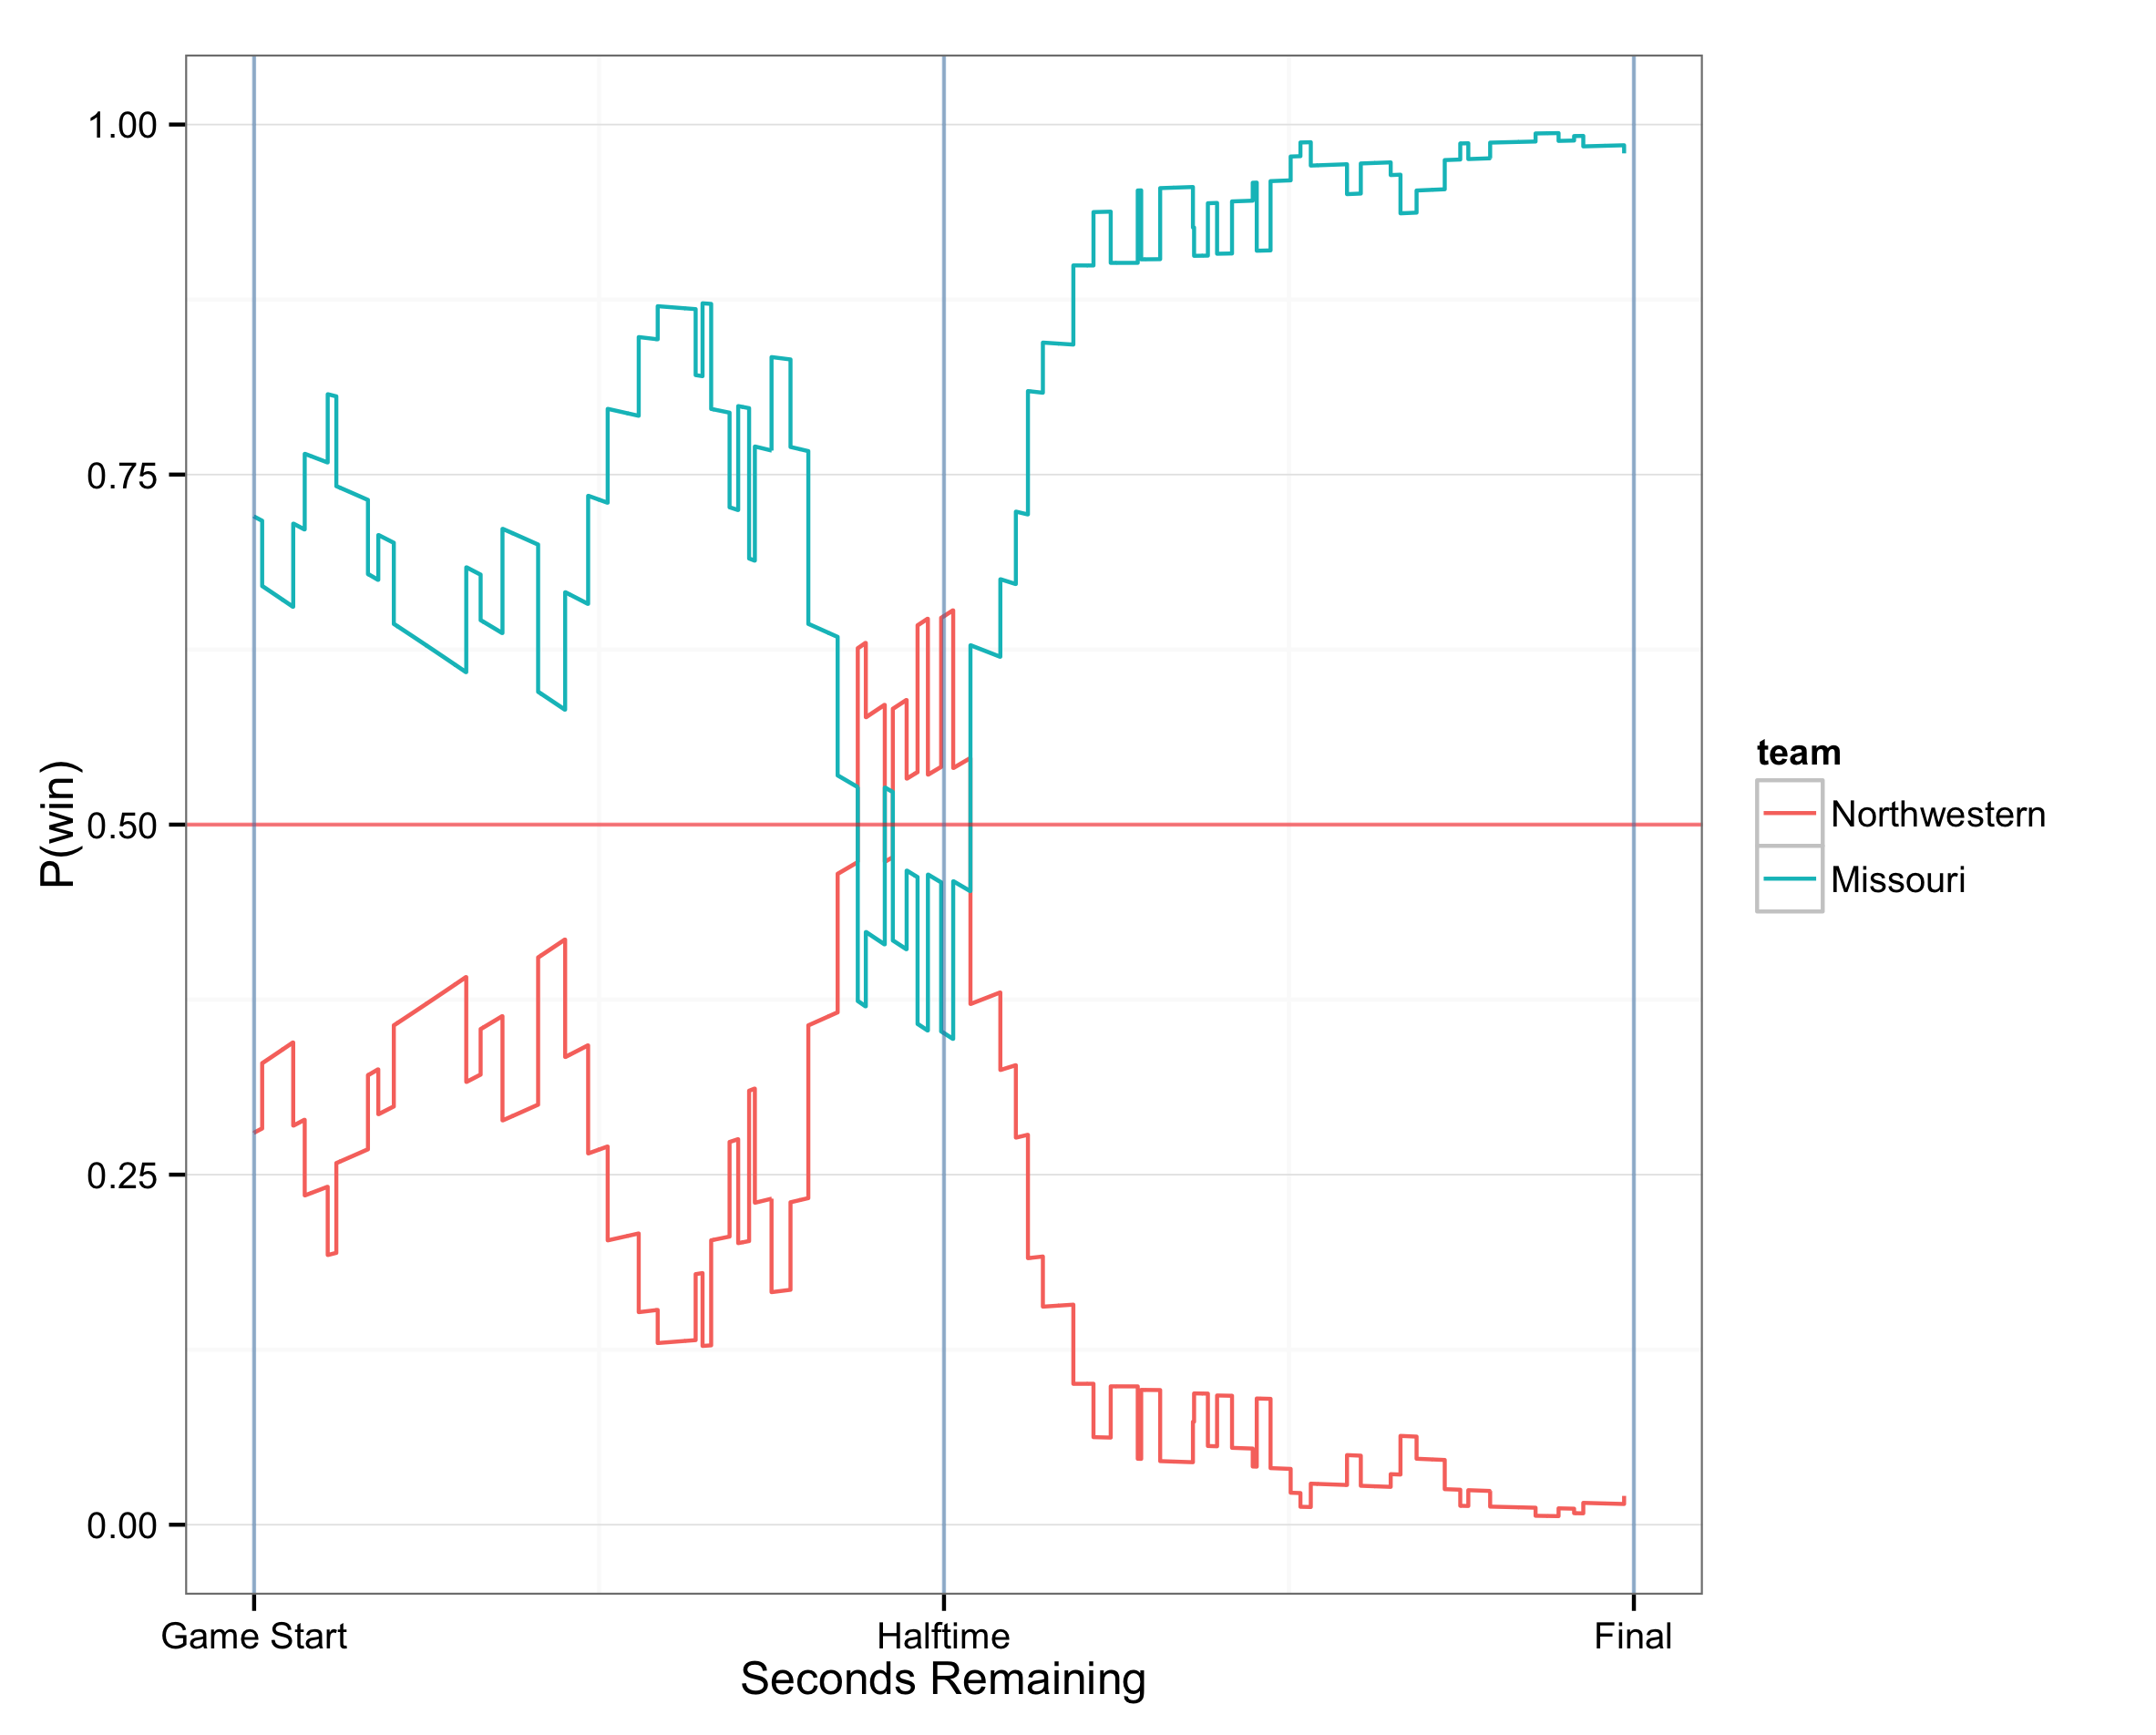 P(win)
1.00
0.75
0.50
0.25
0.00
Game Start
Halftime
Final
Seconds Remaining
team
Northwestern
Missouri